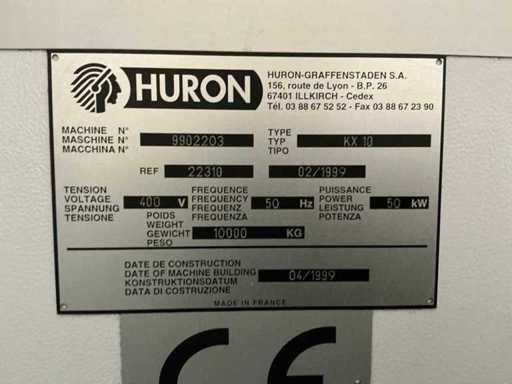 HURON
HURON-GRAFFENSTADEN S.A.
156, route de Lyon - B.P. 26
67401 ILLKIRCH - Cedex
Tél. 03 88 67 52 52 - Fax 03 88 67 23 90
MACHINE N°
MASCHINE N°
MACCHINA N°
9902203
TYPE
TYP
TIPO
KX 10
REF 22310 02/1999
TENSION
VOLTAGE
SPANNUNG
TENSIONE
400 V
FREQUENCE
FREQUENCY
FREQUENZ
FREQUENZA
50 Hz
PUISSANCE
POWER
LEISTUNG
POTENZA
50 kW
POIDS
WEIGHT
GEWICHT
PESO
10000 KG
DATE DE CONSTRUCTION
DATE OF MACHINE BUILDING
KONSTRUKTIONSDATUM
DATA DI COSTRUZIONE
04/1999
MADE IN FRANCE
CE